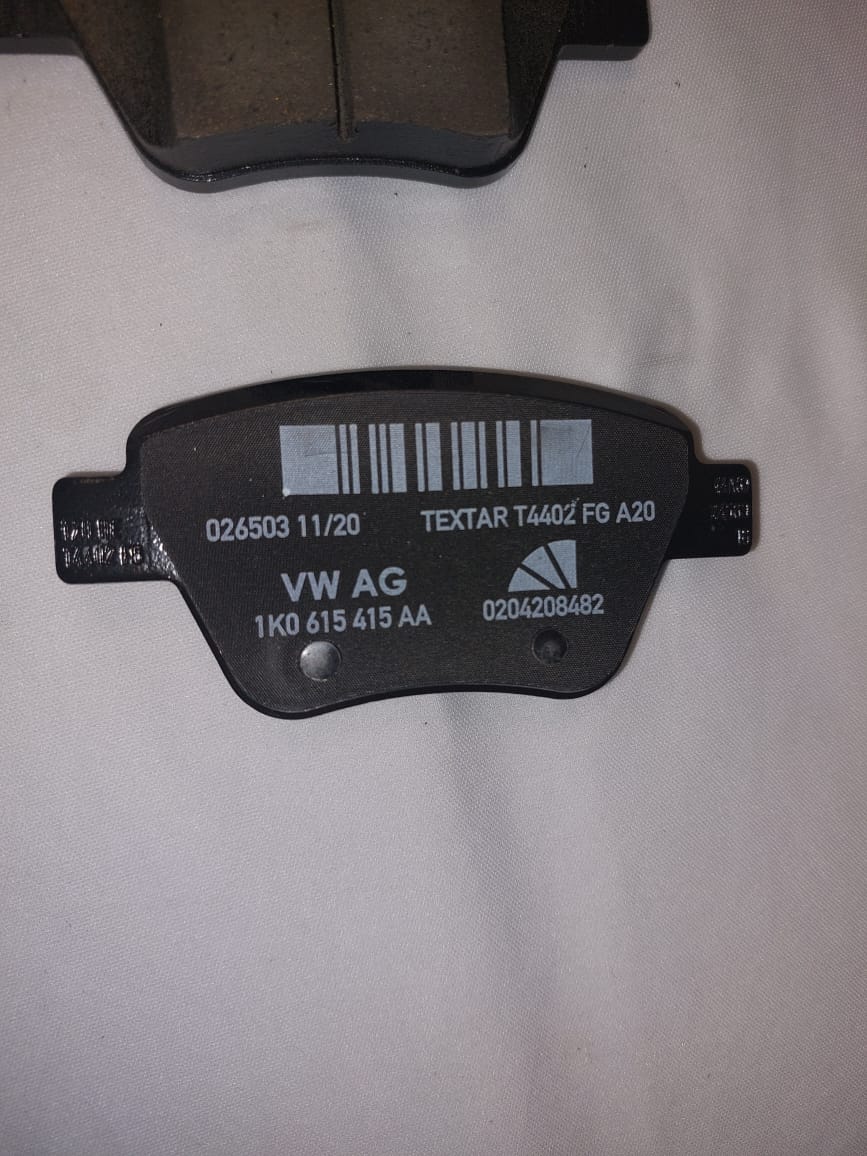 026503 11/20 TEXTAR T4402 FG A20
VW AG
1K0 615 415 AA 0204208482